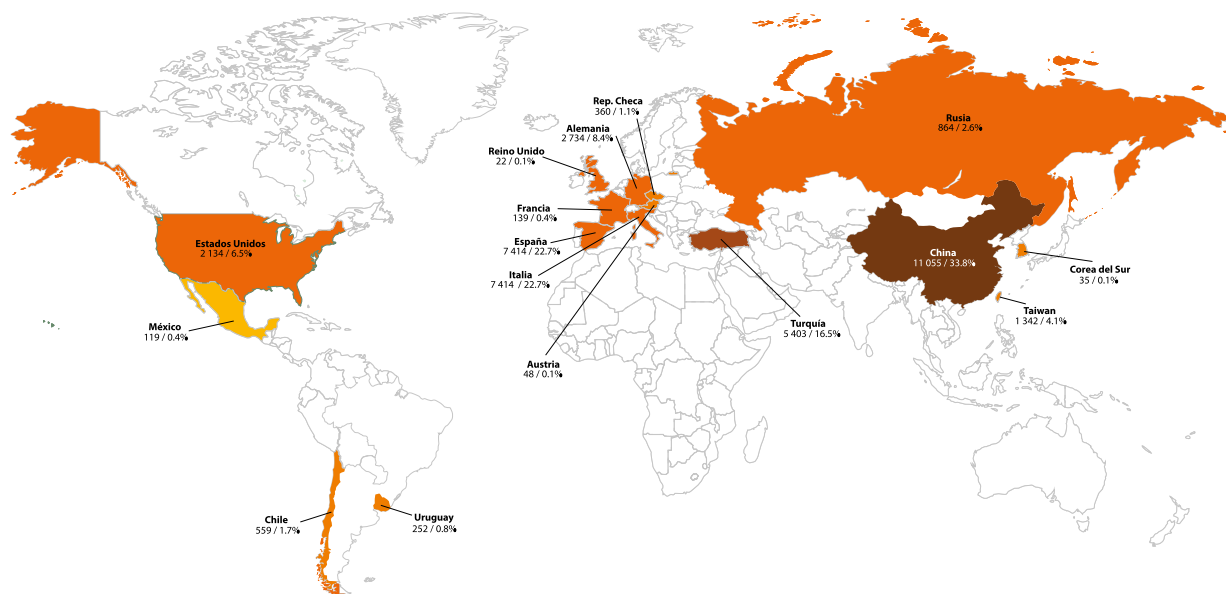 Rep. Checa
360 / 1.1%
Alemania
2 734 / 8.4%
Reino Unido
22 / 0.1%
Francia
139 / 0.4%
España
7 414 / 22.7%
Italia
7 414 / 22.7%
Austria
48 / 0.1%
Rusia
864 / 2.6%
Estados Unidos
2 134 / 6.5%
México
119 / 0.4%
China
11 055 / 33.8%
Corea del Sur
35 / 0.1%
Taiwan
1 342 / 4.1%
Turquía
5 403 / 16.5%
Chile
559 / 1.7%
Uruguay
252 / 0.8%